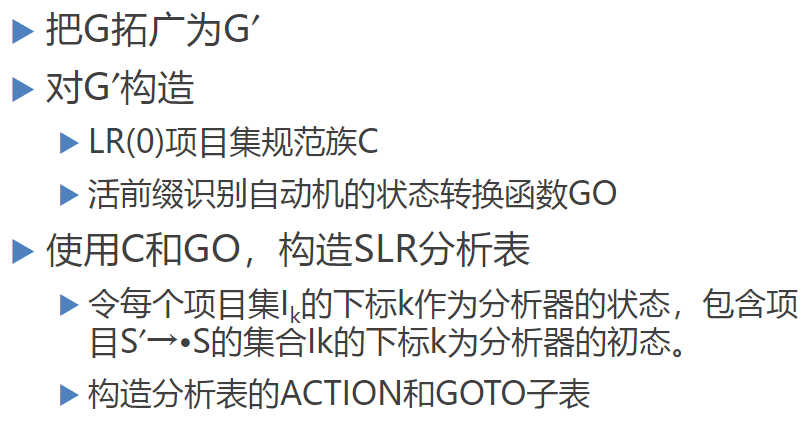 把G拓广为G′
对G′构造
LR(0)项目集规范族C
活前缀识别自动机的状态转换函数GO
使用C和GO，构造SLR分析表
令每个项目集Ik的下标k作为分析器的状态，包含项
目S′→•S的集合Ik的下标k为分析器的初态。
构造分析表的ACTION和GOTO子表